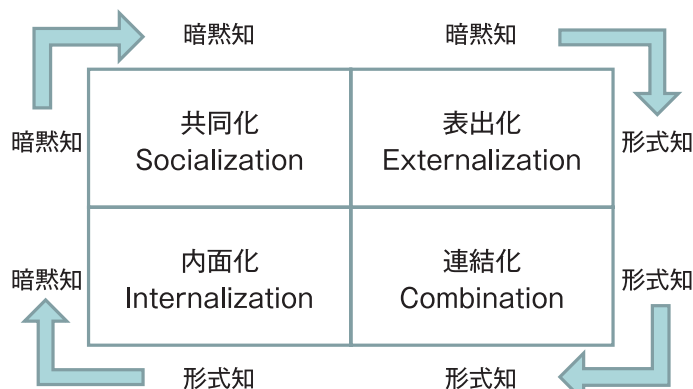 暗黙知
暗黙知
暗黙知
共同化
Socialization
表出化
Externalization
形式知
暗黙知
内面化
Internalization
連結化
Combination
形式知
形式知
形式知